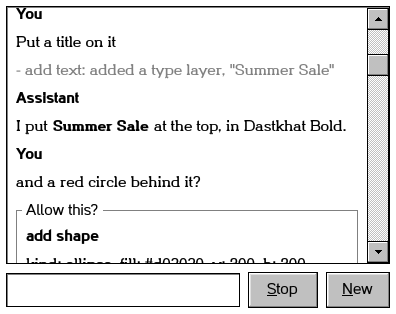 You
Put a title on it
- add text: added a type layer, "Summer Sale"
Assistant
I put Summer Sale at the top, in Dastkhat Bold.
You
and a red circle behind it?
Allow this?
add shape
Stop
New